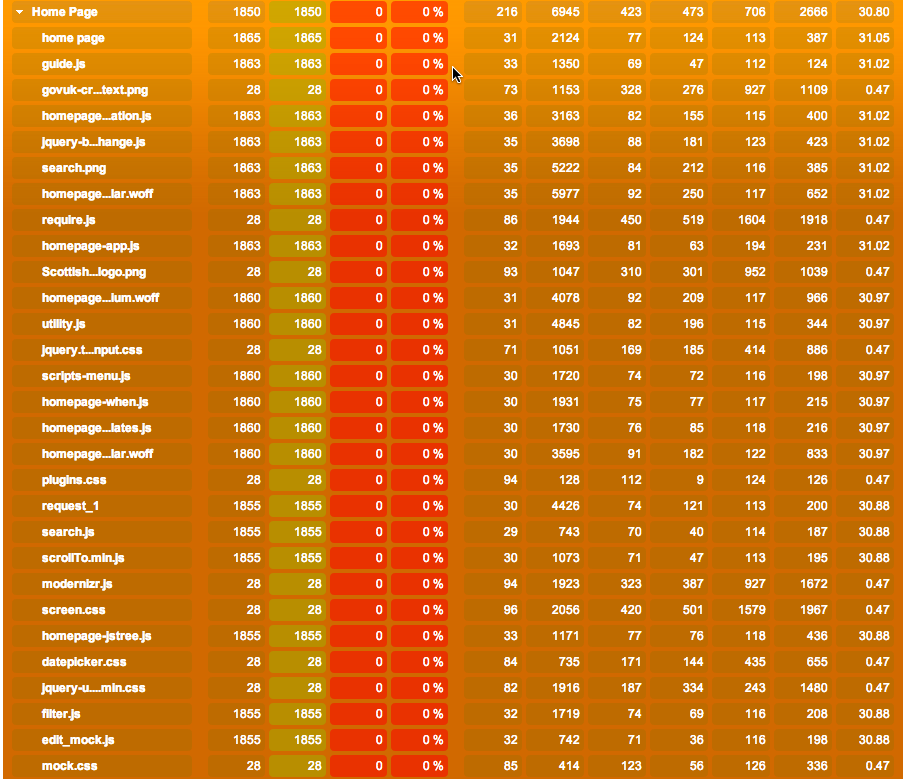 Home Page 1850 1850 0 0 % 216 6945 423 473 706 2666 30.80
home page 1865 1865 0 0 % 31 2124 77 124 113 387 31.05
guide.js 1863 1863 0 0 % 33 1350 69 47 112 124 31.02
govuk-cr...text.png 28 28 0 0 % 73 1153 328 276 927 1109 0.47
homepage...ation.js 1863 1863 0 0 % 36 3163 82 155 115 400 31.02
jquery-b...hange.js 1863 1863 0 0 % 35 3698 88 181 123 423 31.02
search.png 1863 1863 0 0 % 35 5222 84 212 116 385 31.02
homepage...lar.woff 1863 1863 0 0 % 35 5977 92 250 117 652 31.02
require.js 28 28 0 0 % 86 1944 450 519 1604 1918 0.47
homepage-app.js 1863 1863 0 0 % 32 1693 81 63 194 231 31.02
Scottish...logo.png 28 28 0 0 % 93 1047 310 301 952 1039 0.47
homepage...lum.woff 1860 1860 0 0 % 31 4078 92 209 117 966 30.97
utility.js 1860 1860 0 0 % 31 4845 82 196 115 344 30.97
jquery.t...nput.css 28 28 0 0 % 71 1051 169 185 414 886 0.47
scripts-menu.js 1860 1860 0 0 % 30 1720 74 72 116 198 30.97
homepage-when.js 1860 1860 0 0 % 30 1931 75 77 117 215 30.97
homepage...lates.js 1860 1860 0 0 % 30 1730 76 85 118 216 30.97
homepage...lar.woff 1860 1860 0 0 % 30 3595 91 182 122 833 30.97
plugins.css 28 28 0 0 % 94 128 112 9 124 126 0.47
request_1 1855 1855 0 0 % 30 4426 74 121 113 200 30.88
search.js 1855 1855 0 0 % 29 743 70 40 114 187 30.88
scrollTo.min.js 1855 1855 0 0 % 30 1073 71 47 113 195 30.88
modernizr.js 28 28 0 0 % 94 1923 323 387 927 1672 0.47
screen.css 28 28 0 0 % 96 2056 420 501 1579 1967 0.47
homepage-jstree.js 1855 1855 0 0 % 33 1171 77 76 118 436 30.88
datepicker.css 28 28 0 0 % 84 735 171 144 435 655 0.47
jquery-u....min.css 28 28 0 0 % 82 1916 187 334 243 1480 0.47
filter.js 1855 1855 0 0 % 32 1719 74 69 116 208 30.88
edit_mock.js 1855 1855 0 0 % 32 742 71 36 116 198 30.88
mock.css 28 28 0 0 % 85 414 123 56 126 336 0.47